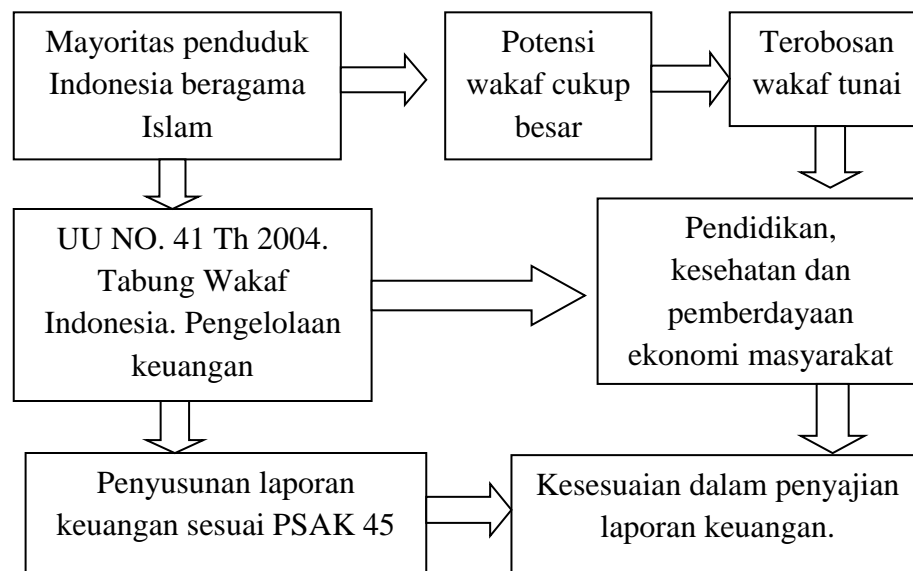 Mayoritas penduduk
Indonesia beragama
Islam
Potensi
wakaf cukup
besar
Terobosan
wakaf tunai
UU NO. 41 Th 2004.
Tabung Wakaf
Indonesia. Pengelolaan
keuangan
Pendidikan,
kesehatan dan
pemberdayaan
ekonomi masyarakat
Penyusunan laporan
keuangan sesuai PSAK 45
Kesesuaian dalam penyajian
laporan keuangan.